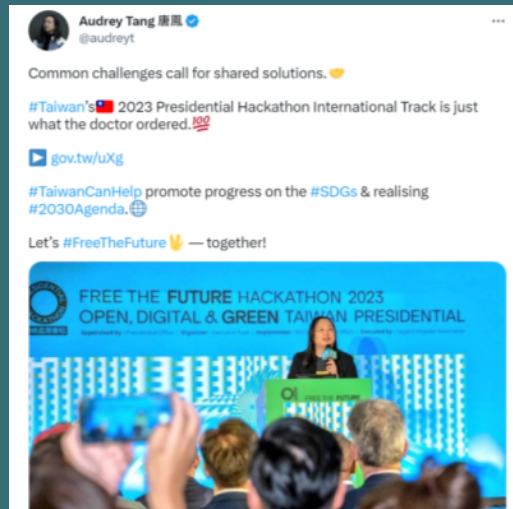 Audrey Tang 唐鳳
@audreyt
Common challenges call for shared solutions.🤝
#Taiwan's🇹🇼 2023 Presidential Hackathon International Track is just
what the doctor ordered.💯
▶️ gov.tw/uXg
#TaiwanCanHelp promote progress on the #SDGs & realising
#2030Agenda.🌐
Let's #FreeTheFuture🖖 — together!
FREE THE FUTURE HACKATHON 2023
OPEN, DIGITAL & GREEN TAIWAN PRESIDENTIAL
FREE THE FUTURE